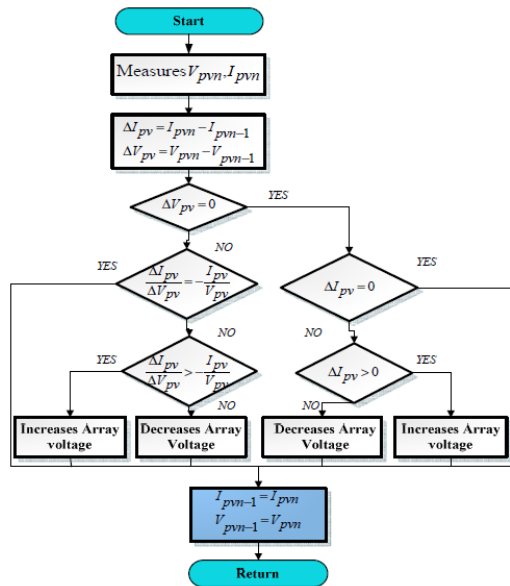 Start
Measures V_pvn, I_pvn
ΔI_pv = I_pvn − I_pvn−1
ΔV_pv = V_pvn − V_pvn−1
ΔV_pv = 0
YES
NO
YES
ΔI_pv/ΔV_pv = −I_pv/V_pv
ΔI_pv = 0
YES
NO
NO
YES
ΔI_pv/ΔV_pv > −I_pv/V_pv
ΔI_pv > 0
YES
NO
NO
Increases Array
voltage
Decreases Array
Voltage
Decreases Array
Voltage
Increases Array
voltage
I_pvn−1 = I_pvn
V_pvn−1 = V_pvn
Return